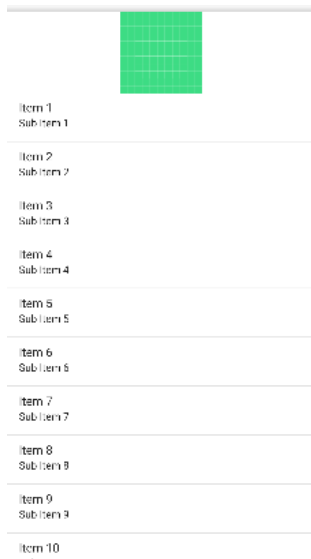 Item 1
Sub Item 1
Item 2
Sub Item 2
Item 3
Sub Item 3
Item 4
Sub Item 4
Item 5
Sub Item 5
Item 6
Sub Item 6
Item 7
Sub Item 7
Item 8
Sub Item 8
Item 9
Sub Item 9
Item 10